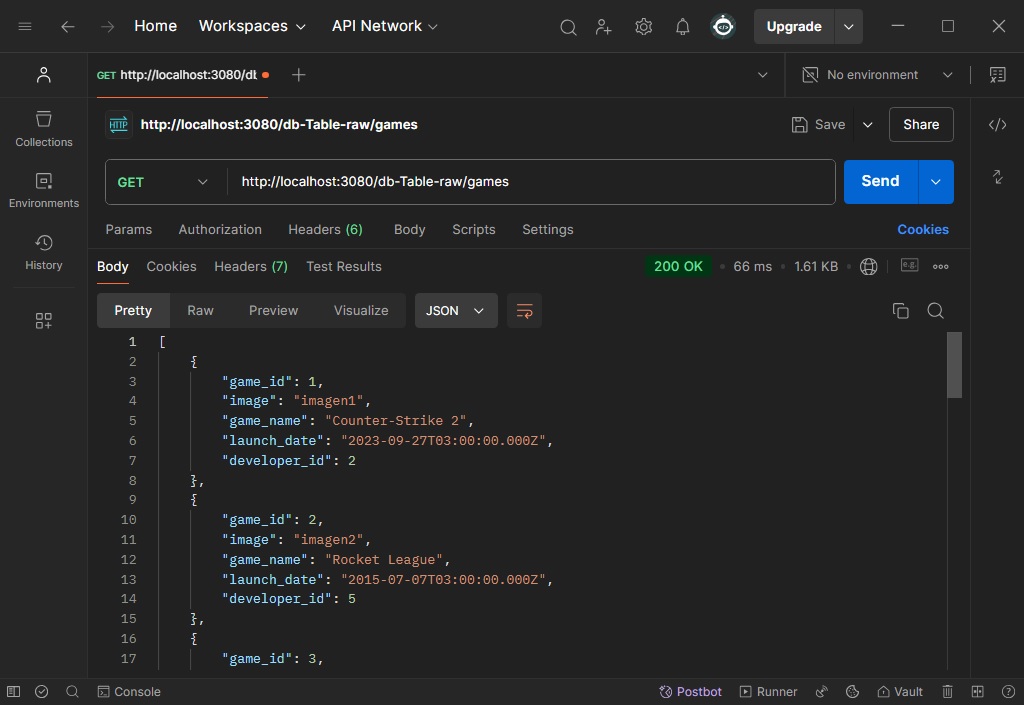 Home Workspaces API Network Upgrade
GET http://localhost:3080/db No environment
HTTP http://localhost:3080/db-Table-raw/games Save Share
Collections
Environments
History
GET http://localhost:3080/db-Table-raw/games Send
Params Authorization Headers (6) Body Scripts Settings Cookies
Body Cookies Headers (7) Test Results 200 OK 66 ms 1.61 KB e.g.
Pretty Raw Preview Visualize JSON
1 [
2 {
3 "game_id": 1,
4 "image": "imagen1",
5 "game_name": "Counter-Strike 2",
6 "launch_date": "2023-09-27T03:00:00.000Z",
7 "developer_id": 2
8 },
9 {
10 "game_id": 2,
11 "image": "imagen2",
12 "game_name": "Rocket League",
13 "launch_date": "2015-07-07T03:00:00.000Z",
14 "developer_id": 5
15 },
16 {
17 "game_id": 3,
Console Postbot Runner Vault